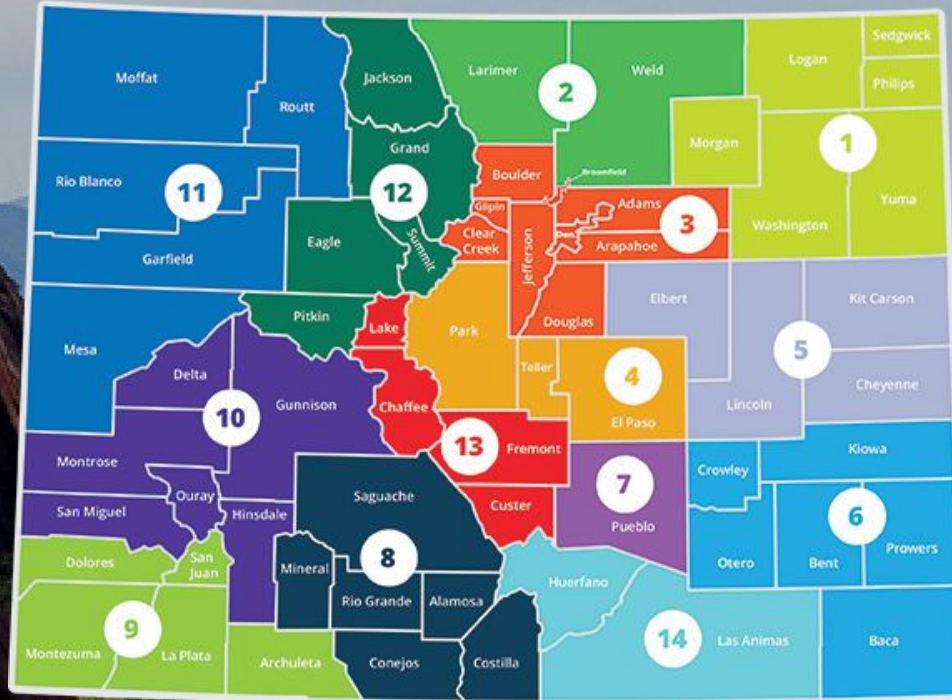 Moffat
Routt
Jackson
Larimer
2
Weld
Logan
Sedgwick
Philips
Morgan
1
Yuma
Washington
Rio Blanco
11
Garfield
Grand
12
Eagle
Summit
Pitkin
Boulder
Broomfield
Gilpin
Clear
Creek
Jefferson
Adams
3
Arapahoe
Douglas
Elbert
Kit Carson
5
Cheyenne
Lincoln
Mesa
Delta
10
Gunnison
Montrose
Ouray
San Miguel
Hinsdale
Lake
Chaffee
13
Fremont
Custer
Park
Teller
4
El Paso
7
Pueblo
Crowley
Kiowa
6
Otero
Bent
Prowers
Baca
Saguache
8
Mineral
Rio Grande
Alamosa
Conejos
Costilla
Dolores
San
Juan
9
Montezuma
La Plata
Archuleta
Huerfano
14
Las Animas